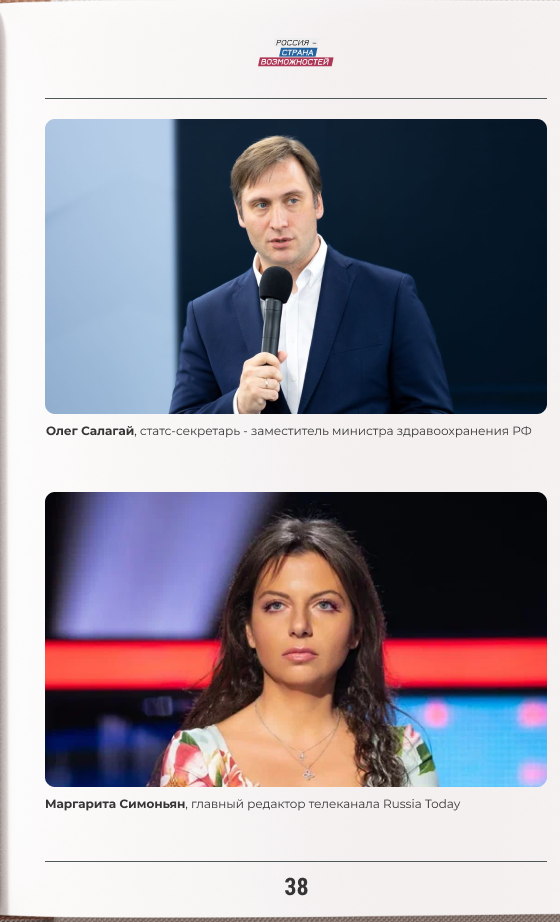 РОССИЯ –
СТРАНА
ВОЗМОЖНОСТЕЙ
Олег Салагай, статс-секретарь - заместитель министра здравоохранения РФ
Маргарита Симоньян, главный редактор телеканала Russia Today
38